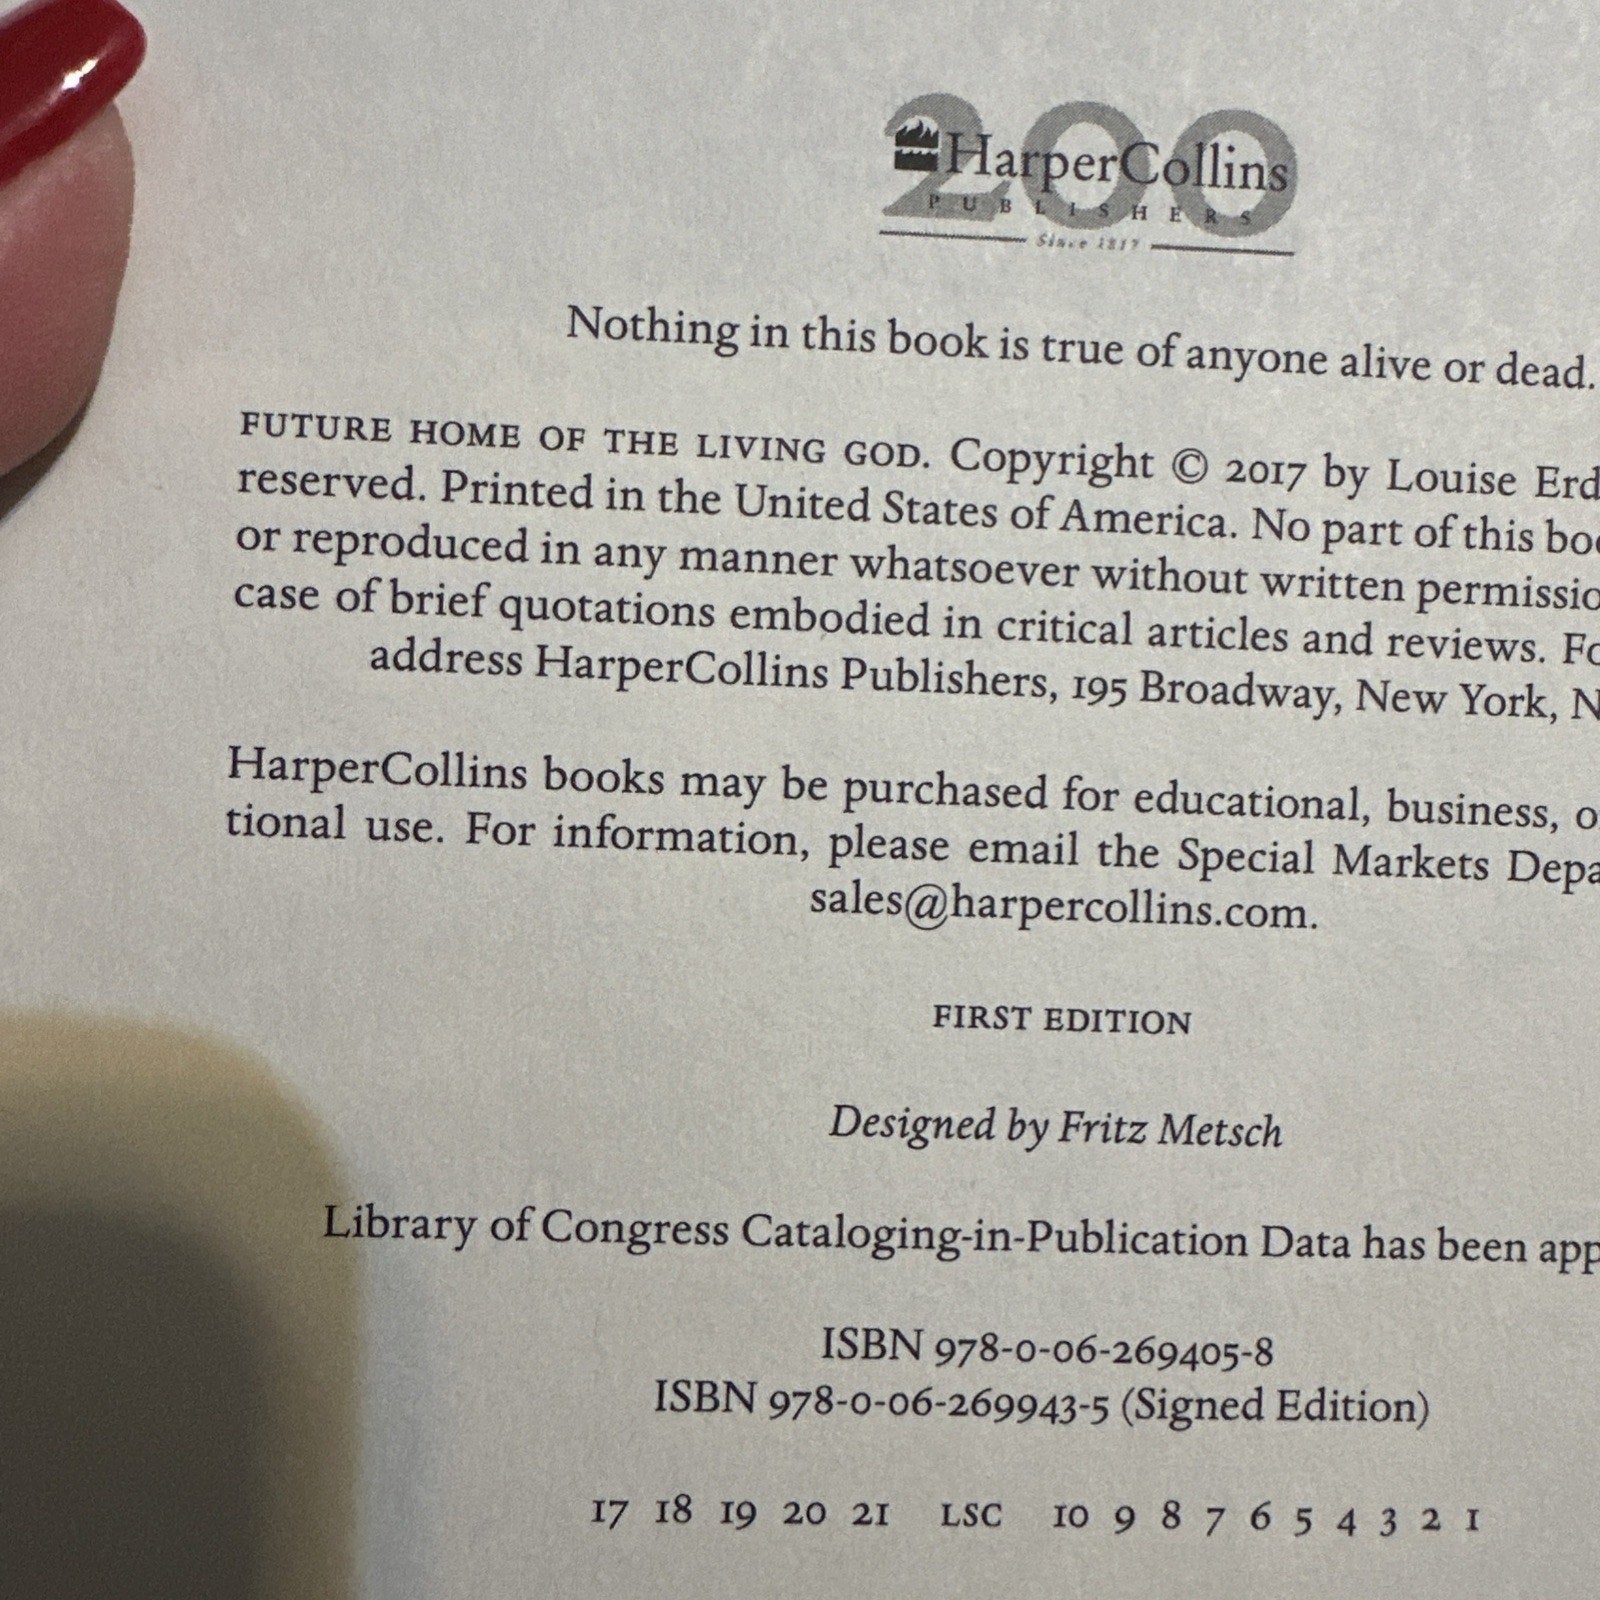 200
HarperCollins
PUBLISHERS
Since 1817
Nothing in this book is true of anyone alive or dead.
FUTURE HOME OF THE LIVING GOD. Copyright © 2017 by Louise Erd
reserved. Printed in the United States of America. No part of this boo
or reproduced in any manner whatsoever without written permissio
case of brief quotations embodied in critical articles and reviews. Fo
address HarperCollins Publishers, 195 Broadway, New York, N
HarperCollins books may be purchased for educational, business, o
tional use. For information, please email the Special Markets Depa
sales@harpercollins.com.
FIRST EDITION
Designed by Fritz Metsch
Library of Congress Cataloging-in-Publication Data has been app
ISBN 978-0-06-269405-8
ISBN 978-0-06-269943-5 (Signed Edition)
17 18 19 20 21 LSC 10 9 8 7 6 5 4 3 2 1